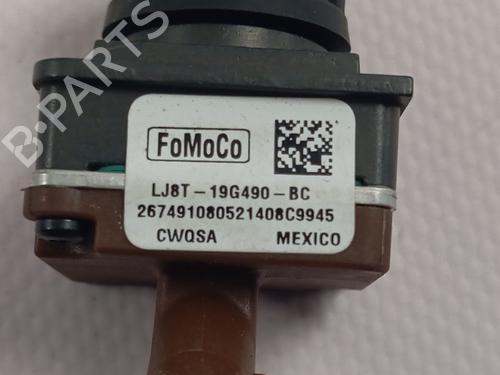 B-PARTS
FoMoCo
LJ8T-19G490-BC
267491080521408C9945
CWQSA MEXICO